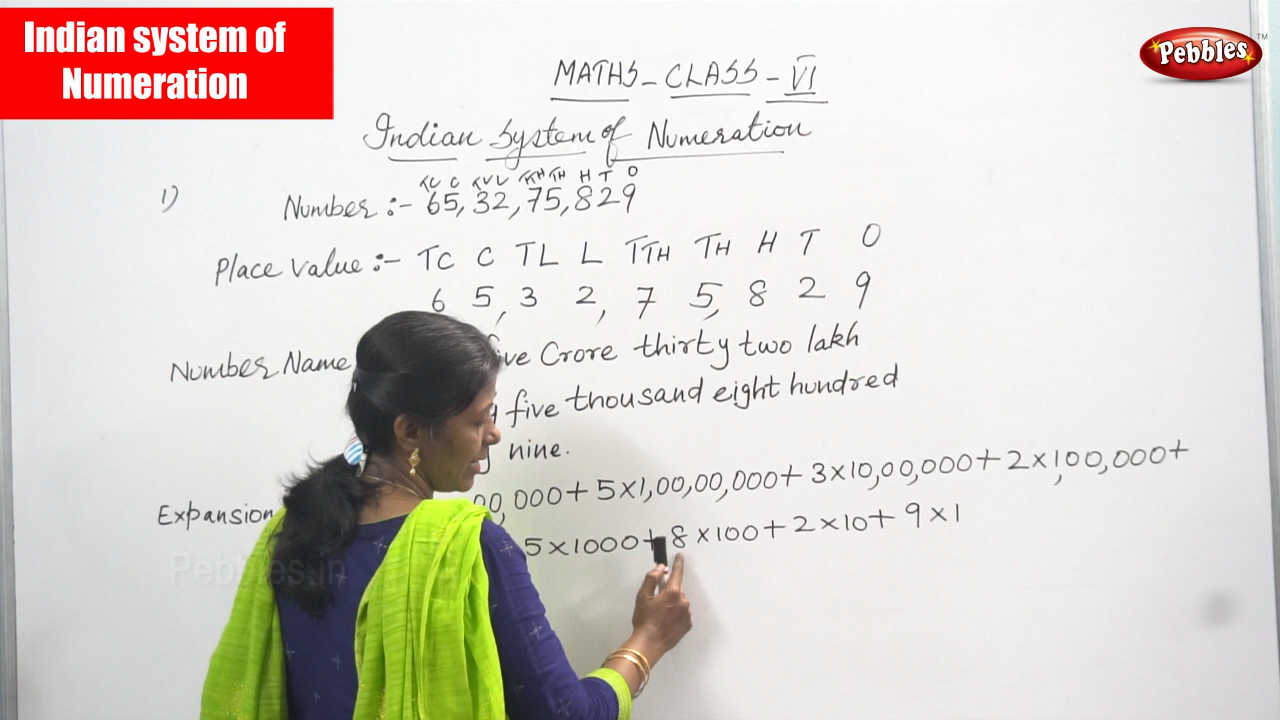 Indian system of
Numeration
Pebbles TM
MATHS - CLASS - VI
Indian System of Numeration
TC C TL L TTH TH H T O
1) Number :- 65,32,75,829
Place value :- TC C TL L TTH TH H T O
6 5, 3 2, 7 5, 8 2 9
Number Name ive Crore thirty two lakh
y five thousand eight hundred
y nine.
Expansion 00,000+ 5×1,00,00,000+ 3×10,00,000+ 2×1,00,000+
5×1000+ 8×100+ 2×10+ 9×1
Pebbles.in